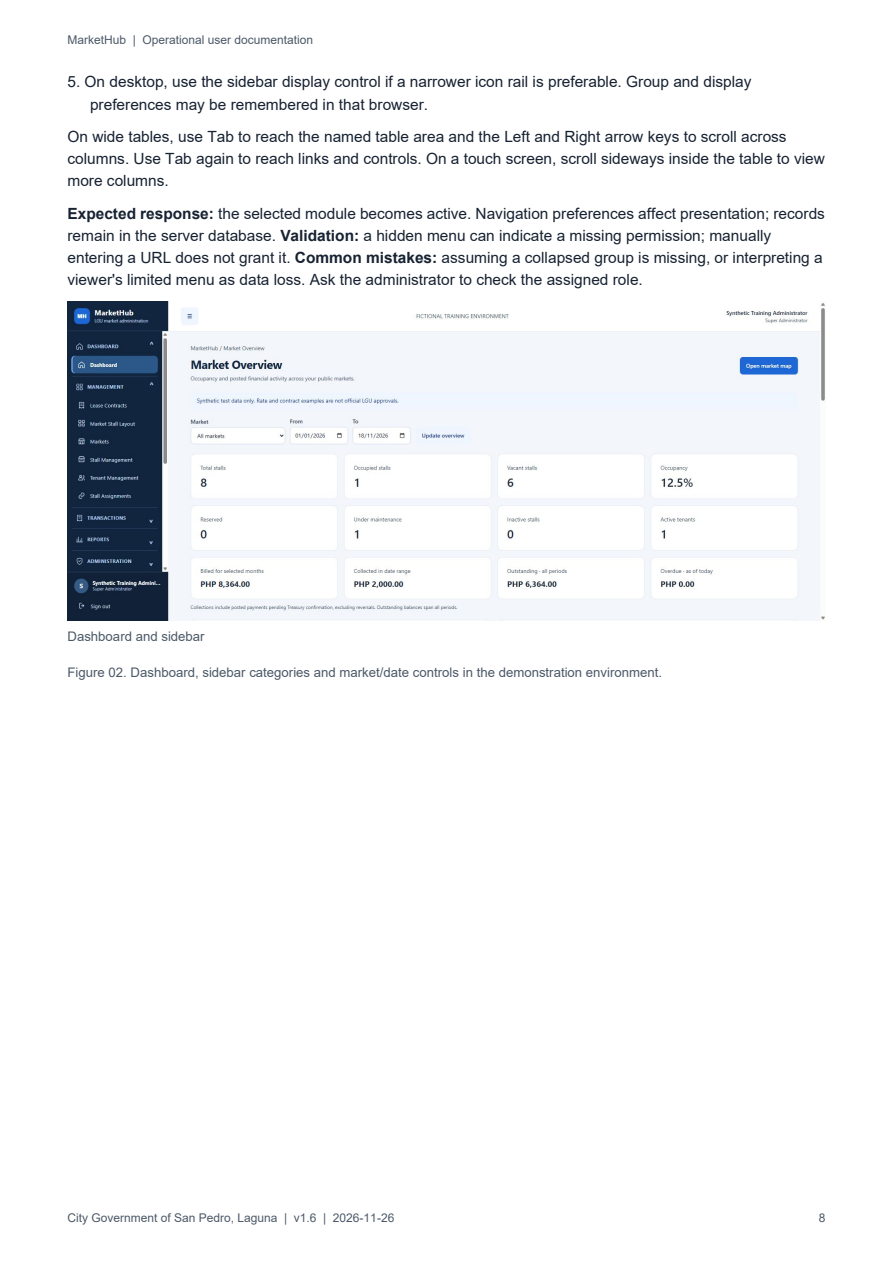 MarketHub | Operational user documentation
5. On desktop, use the sidebar display control if a narrower icon rail is preferable. Group and display
preferences may be remembered in that browser.
On wide tables, use Tab to reach the named table area and the Left and Right arrow keys to scroll across
columns. Use Tab again to reach links and controls. On a touch screen, scroll sideways inside the table to view
more columns.
Expected response: the selected module becomes active. Navigation preferences affect presentation; records
remain in the server database. Validation: a hidden menu can indicate a missing permission; manually
entering a URL does not grant it. Common mistakes: assuming a collapsed group is missing, or interpreting a
viewer's limited menu as data loss. Ask the administrator to check the assigned role.
MH MarketHub
LGU market administration
DASHBOARD
Dashboard
MANAGEMENT
Lease Contracts
Market Stall Layout
Markets
Stall Management
Tenant Management
Stall Assignments
TRANSACTIONS
REPORTS
ADMINISTRATION
S Synthetic Training Admini...
Super Administrator
Sign out
FICTIONAL TRAINING ENVIRONMENT
Synthetic Training Administrator
Super Administrator
MarketHub / Market Overview
Market Overview
Occupancy and posted financial activity across your public markets.
Open market map
Synthetic test data only. Rate and contract examples are not official LGU approvals.
Market From To
All markets 01/01/2026 18/11/2026 Update overview
Total stalls Occupied stalls Vacant stalls Occupancy
8 1 6 12.5%
Reserved Under maintenance Inactive stalls Active tenants
0 1 0 1
Billed for selected months Collected in date range Outstanding - all periods Overdue - as of today
PHP 8,364.00 PHP 2,000.00 PHP 6,364.00 PHP 0.00
Collections include posted payments pending Treasury confirmation, excluding reversals. Outstanding balances span all periods.
Dashboard and sidebar
Figure 02. Dashboard, sidebar categories and market/date controls in the demonstration environment.
City Government of San Pedro, Laguna | v1.6 | 2026-11-26 8